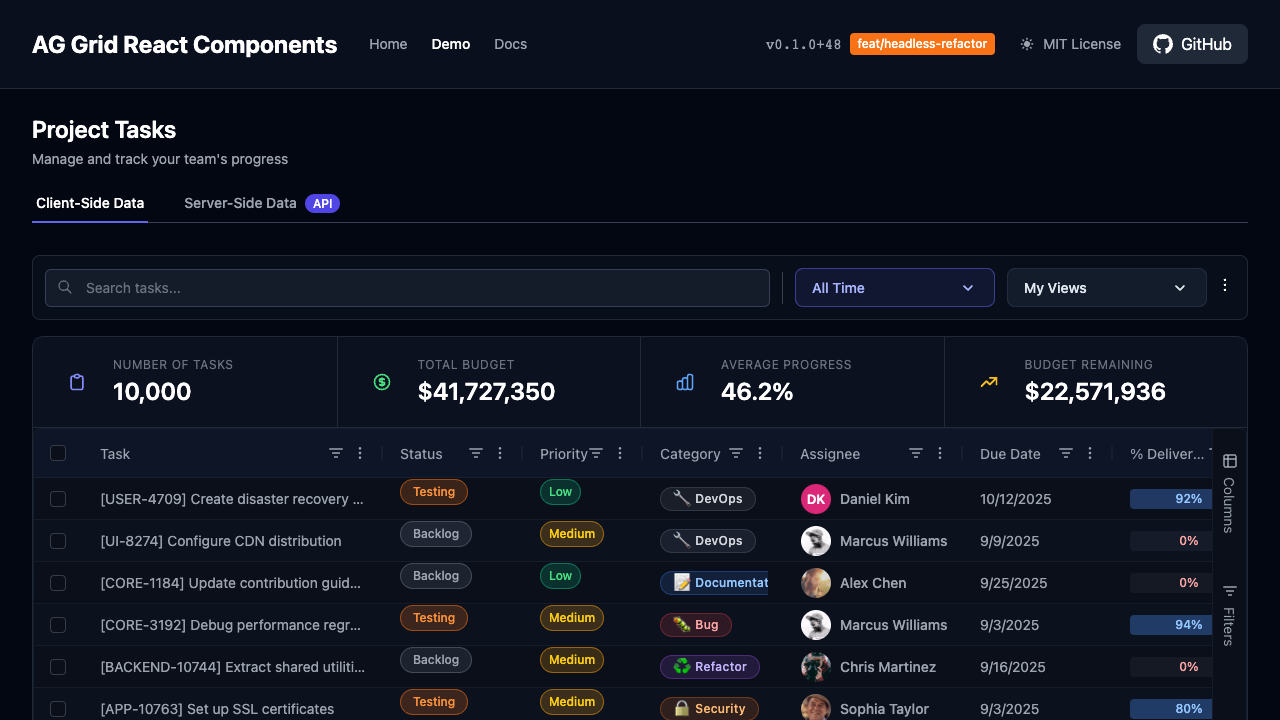 AG Grid React Components Home Demo Docs v0.1.0+48 feat/headless-refactor MIT License GitHub
Project Tasks
Manage and track your team's progress
Client-Side Data Server-Side Data API
Search tasks... All Time My Views
NUMBER OF TASKS TOTAL BUDGET AVERAGE PROGRESS BUDGET REMAINING
10,000 $41,727,350 46.2% $22,571,936
Task Status Priority Category Assignee Due Date % Deliver...
[USER-4709] Create disaster recovery ... Testing Low DevOps DK Daniel Kim 10/12/2025 92%
[UI-8274] Configure CDN distribution Backlog Medium DevOps Marcus Williams 9/9/2025 0%
[CORE-1184] Update contribution guid... Backlog Low Documentat Alex Chen 9/25/2025 0%
[CORE-3192] Debug performance regr... Testing Medium Bug Marcus Williams 9/3/2025 94%
[BACKEND-10744] Extract shared utiliti... Backlog Medium Refactor Chris Martinez 9/16/2025 0%
[APP-10763] Set up SSL certificates Testing Medium Security Sophia Taylor 9/3/2025 80%
Columns
Filters